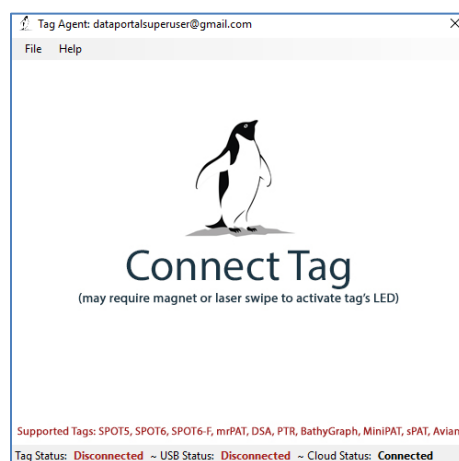 Tag Agent: dataportalsuperuser@gmail.com
File Help
Connect Tag
(may require magnet or laser swipe to activate tag's LED)
Supported Tags: SPOT5, SPOT6, SPOT6-F, mrPAT, DSA, PTR, BathyGraph, MiniPAT, sPAT, Avian
Tag Status: Disconnected ~ USB Status: Disconnected ~ Cloud Status: Connected